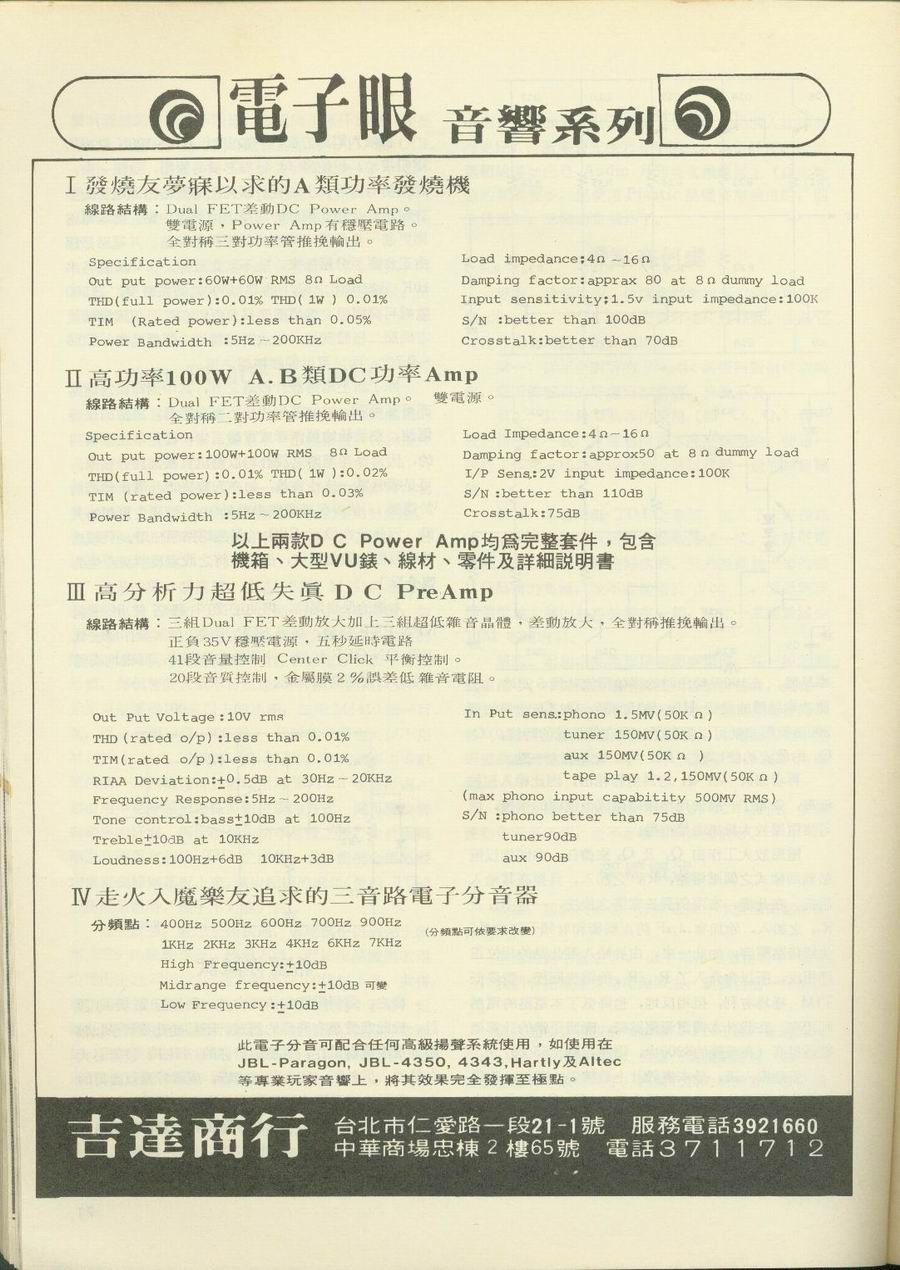 電子眼 音響系列
Ⅰ發燒友夢寐以求的A類功率發燒機
線路結構：Dual FET差動DC Power Amp。
雙電源，Power Amp有穩壓電路。
全對稱三對功率管推挽輸出。
Specification
Out put power:60W+60W RMS 8Ω Load
THD(full power):0.01% THD(1W) 0.01%
TIM (Rated power):less than 0.05%
Power Bandwidth :5Hz~200KHz
Load impedance;4Ω ~16Ω
Damping factor:apprax 80 at 8Ω dummy load
Input sensitivity;1.5v input impedance:100K
S/N :better than 100dB
Crosstalk:better than 70dB
Ⅱ高功率100W A.B類DC功率Amp
線路結構：Dual FET差動DC Power Amp。 雙電源。
全對稱二對功率管推挽輸出。
Specification
Out put power:100W+100W RMS 8Ω Load
THD(full power):0.01% THD(1W):0.02%
TIM (rated power):less than 0.03%
Power Bandwidth :5Hz~200KHz
Load Impedance:4Ω~16Ω
Damping factor:approx50 at 8Ω dummy load
I/P Sens.:2V input impedance:100K
S/N :better than 110dB
Crosstalk:75dB
以上兩款D C Power Amp均爲完整套件，包含
機箱、大型VU錶、線材、零件及詳細説明書
Ⅲ高分析力超低失眞 D C PreAmp
線路結構：三組Dual FET差動放大加上三組超低雜音晶體，差動放大，全對稱推挽輸出。
正負35V穩壓電源，五秒延時電路
41段音量控制 Center Click 平衡控制。
20段音質控制，金屬膜2%誤差低雜音電阻。
Out Put Voltage:10V rms
THD(rated o/p):less than 0.01%
TIM(rated o/p):less than 0.01%
RIAA Deviation:±0.5dB at 30Hz~20KHz
Frequency Response:5Hz~200Hz
Tone control:bass±10dB at 100Hz
Treble±10dB at 10KHz
Loudness:100Hz+6dB 10KHz+3dB
In Put sens.:phono 1.5MV(50KΩ)
tuner 150MV(50KΩ)
aux 150MV(50KΩ )
tape play 1.2,150MV(50KΩ)
(max phono input capabitity 500MV RMS)
S/N :phono better than 75dB
tuner90dB
aux 90dB
Ⅳ走火入魔樂友追求的三音路電子分音器
分頻點：400Hz 500Hz 600Hz 700Hz 900Hz
1KHz 2KHz 3KHz 4KHz 6KHz 7KHz
(分頻點可依要求改變)
High Frequency:±10dB
Midrange frequency:±10dB 可變
Low Frequency:±10dB
此電子分音可配合任何高級揚聲系統使用，如使用在
JBL-Paragon, JBL-4350, 4343,Hartly及Altec
等專業玩家音響上，將其效果完全發揮至極點。
吉達商行
台北市仁愛路一段21-1號 服務電話3921660
中華商場忠棟2樓65號 電話3711712